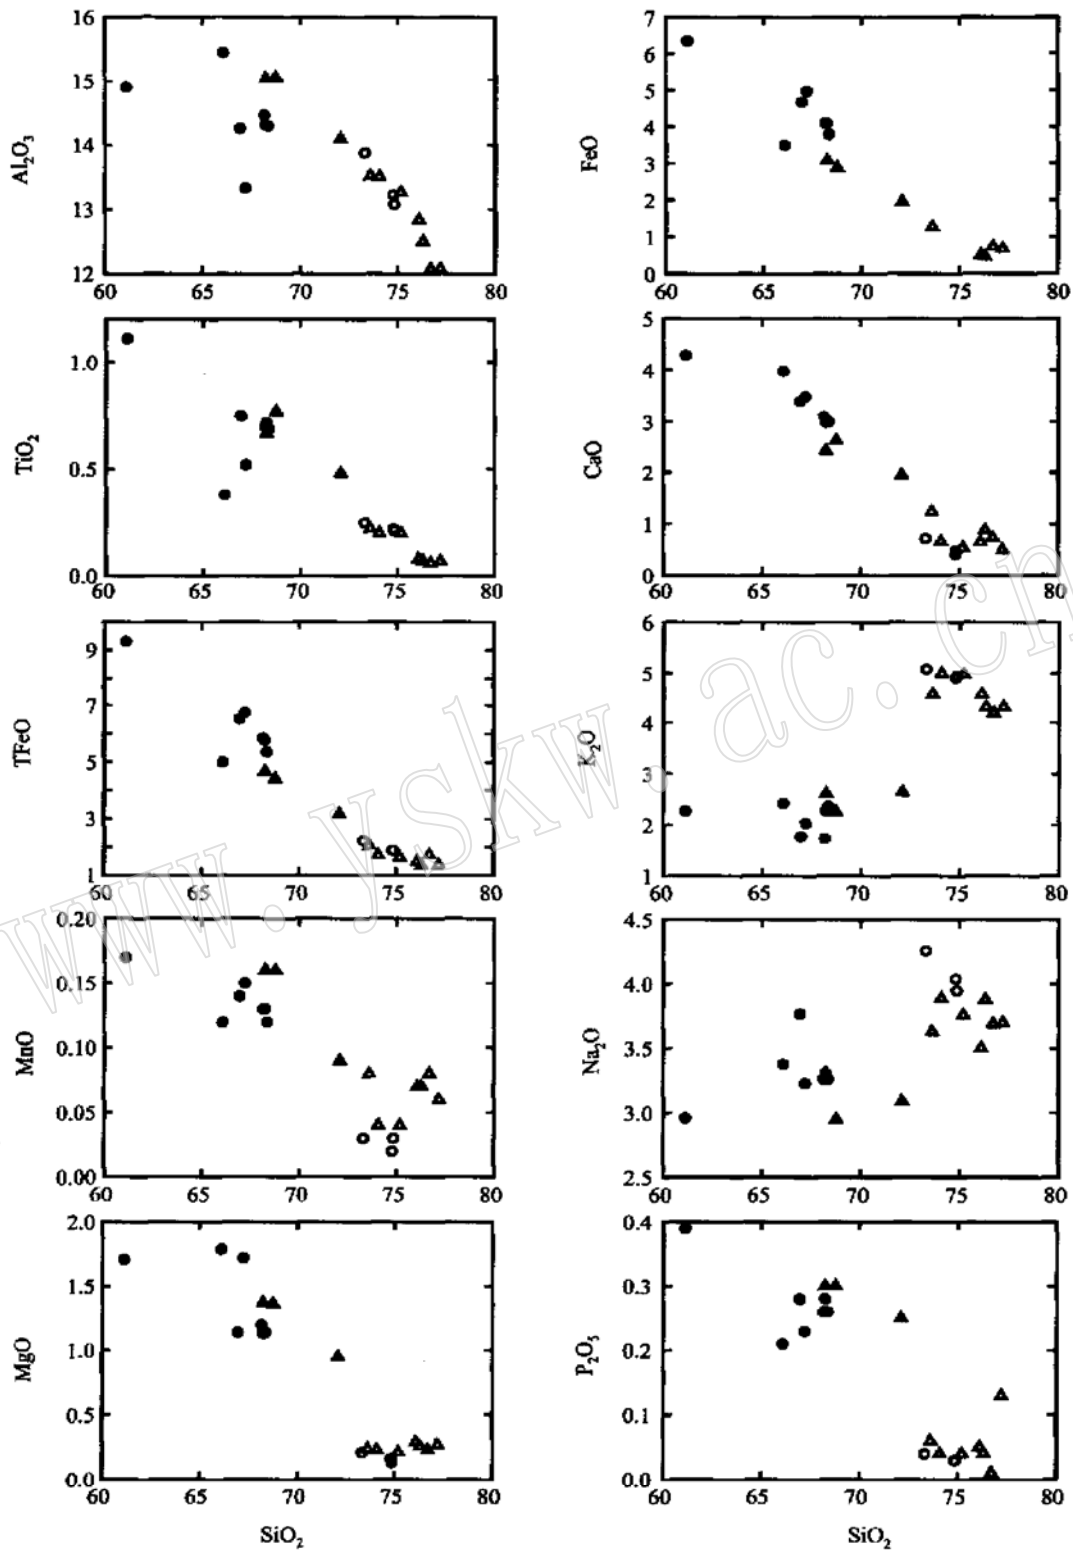 16
15
14
13
12
Al₂O₃
60 65 70 75 80
7
6
5
4
3
2
1
0
FeO
60 65 70 75 80
1.0
0.5
0.0
TiO₂
60 65 70 75 80
5
4
3
2
1
0
CaO
60 65 70 75 80
9
7
5
3
1
TFeO
60 65 70 75 80
6
5
4
3
2
1
K₂O
60 65 70 75 80
0.20
0.15
0.10
0.05
0.00
MnO
60 65 70 75 80
4.5
4.0
3.5
3.0
2.5
Na₂O
60 65 70 75 80
2.0
1.5
1.0
0.5
0.0
MgO
60 65 70 75 80
SiO₂
0.4
0.3
0.2
0.1
0.0
P₂O₅
60 65 70 75 80
SiO₂
www.yskw.ac.cn